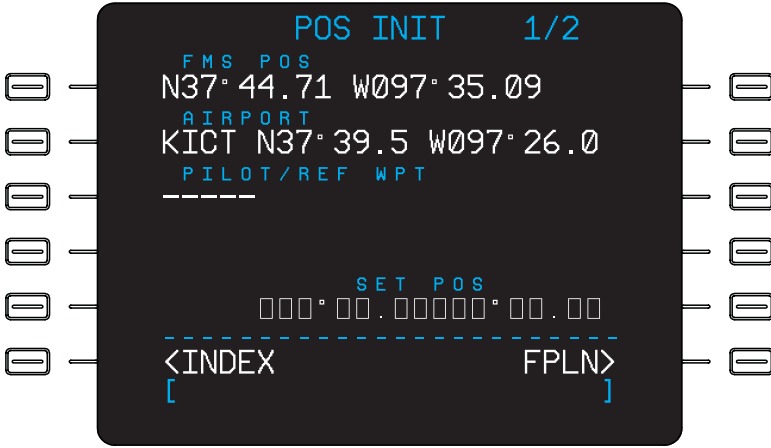 POS INIT 1/2
FMS POS
N37°44.71 W097°35.09
AIRPORT
KICT N37°39.5 W097°26.0
PILOT/REF WPT
-----
SET POS
□□□°□□.□□□□□°□□.□□
------------------------
<INDEX FPLN>
[ ]